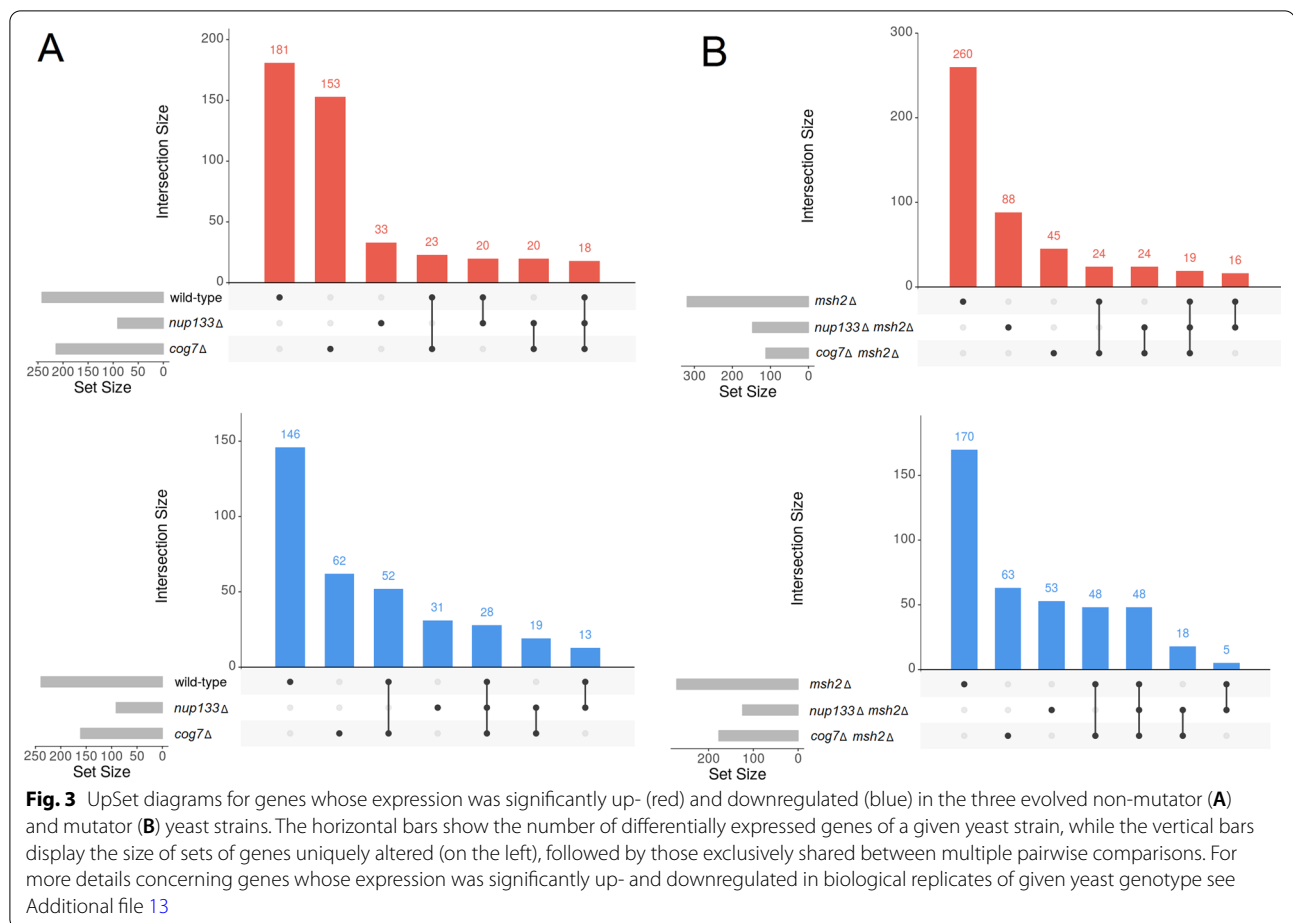 A
Intersection Size
200
150
100
50
0
181
153
33
23
20
20
18
wild-type
nup133Δ
cog7Δ
250 200 150 100 50 0
Set Size
B
Intersection Size
300
200
100
0
260
88
45
24
24
19
16
msh2Δ
nup133Δ msh2Δ
cog7Δ msh2Δ
300 200 100 0
Set Size
Intersection Size
150
100
50
0
146
62
52
31
28
19
13
wild-type
nup133Δ
cog7Δ
250 200 150 100 50 0
Set Size
Intersection Size
150
100
50
0
170
63
53
48
48
18
5
msh2Δ
nup133Δ msh2Δ
cog7Δ msh2Δ
200 100 0
Set Size
Fig. 3 UpSet diagrams for genes whose expression was significantly up- (red) and downregulated (blue) in the three evolved non-mutator (A)
and mutator (B) yeast strains. The horizontal bars show the number of differentially expressed genes of a given yeast strain, while the vertical bars
display the size of sets of genes uniquely altered (on the left), followed by those exclusively shared between multiple pairwise comparisons. For
more details concerning genes whose expression was significantly up- and downregulated in biological replicates of given yeast genotype see
Additional file 13